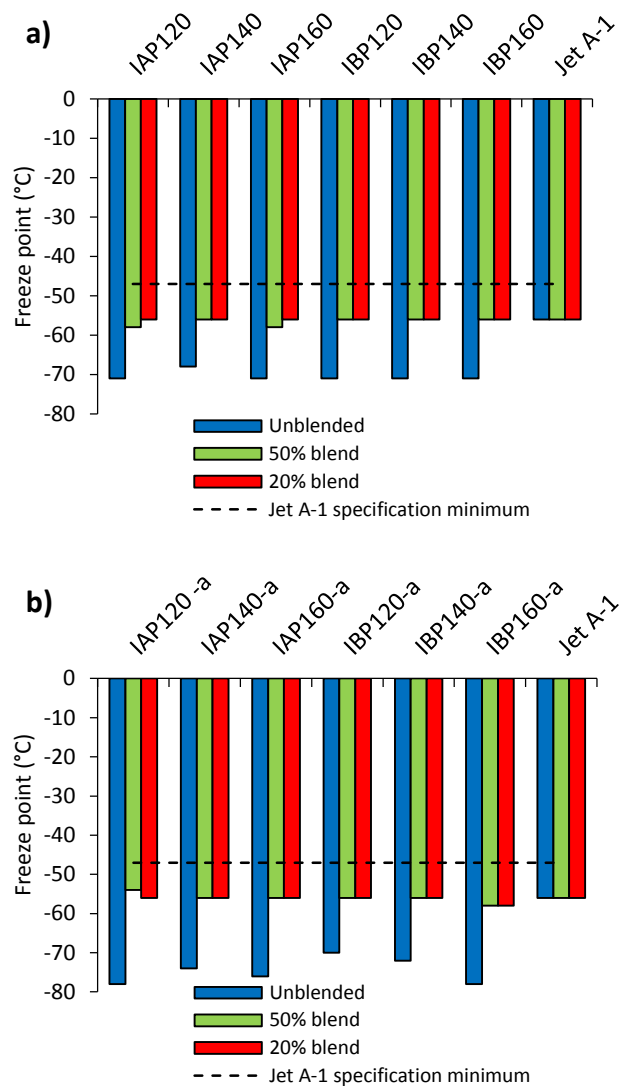 a)
IAP120
IAP140
IAP160
IBP120
IBP140
IBP160
Jet A-1
0
-10
-20
-30
-40
-50
-60
-70
-80
Freeze point (°C)
Unblended
50% blend
20% blend
Jet A-1 specification minimum
b)
IAP120-a
IAP140-a
IAP160-a
IBP120-a
IBP140-a
IBP160-a
Jet A-1
0
-10
-20
-30
-40
-50
-60
-70
-80
Freeze point (°C)
Unblended
50% blend
20% blend
Jet A-1 specification minimum